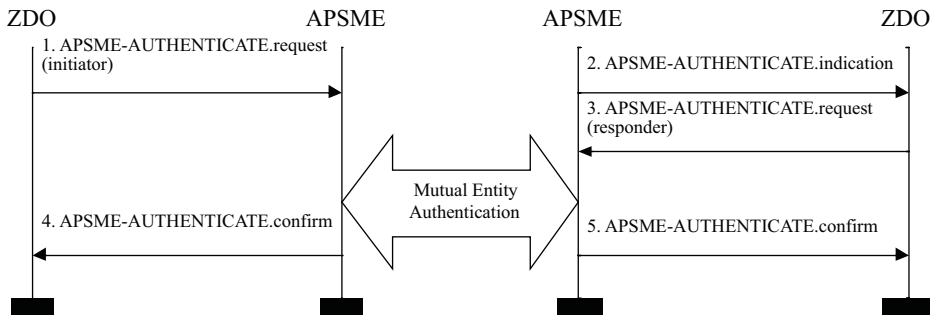 ZDO APSME APSME ZDO
1. APSME-AUTHENTICATE.request
(initiator)
2. APSME-AUTHENTICATE.indication
3. APSME-AUTHENTICATE.request
(responder)
Mutual Entity
Authentication
4. APSME-AUTHENTICATE.confirm
5. APSME-AUTHENTICATE.confirm